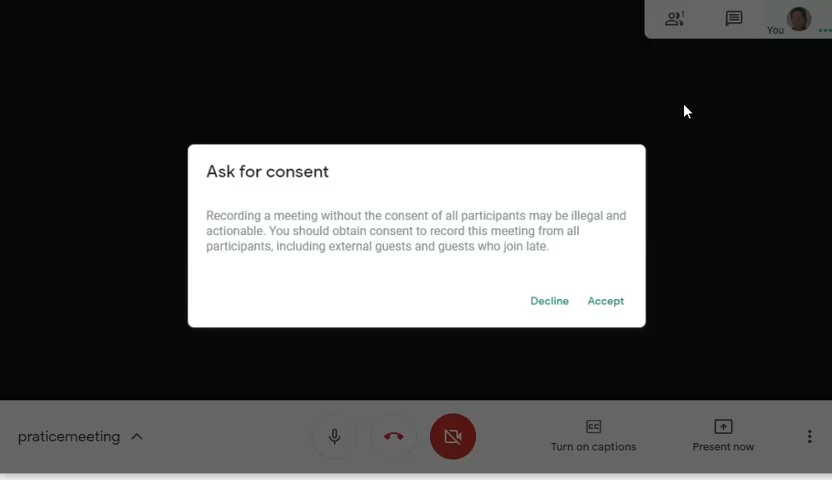 1
You
Ask for consent
Recording a meeting without the consent of all participants may be illegal and
actionable. You should obtain consent to record this meeting from all
participants, including external guests and guests who join late.
Decline Accept
praticemeeting
CC
Turn on captions
Present now